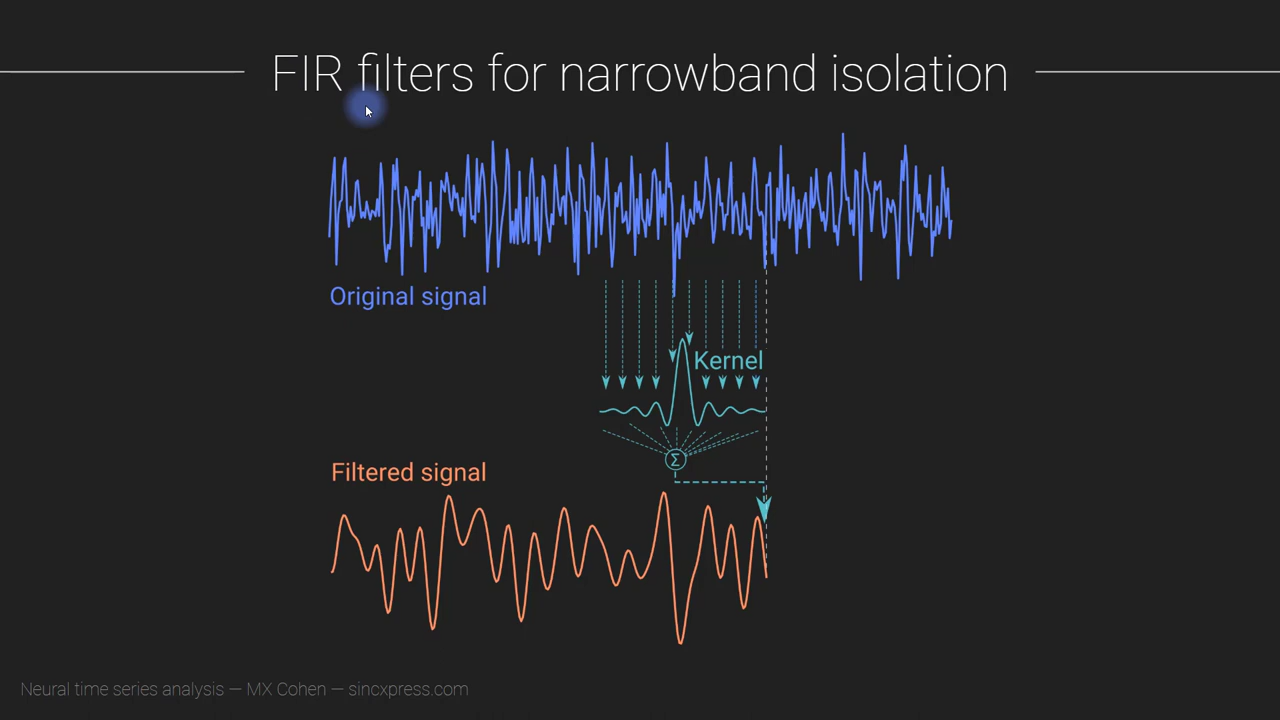 FIR filters for narrowband isolation
Original signal
Kernel
Σ
Filtered signal
Neural time series analysis — MX Cohen — sincxpress.com